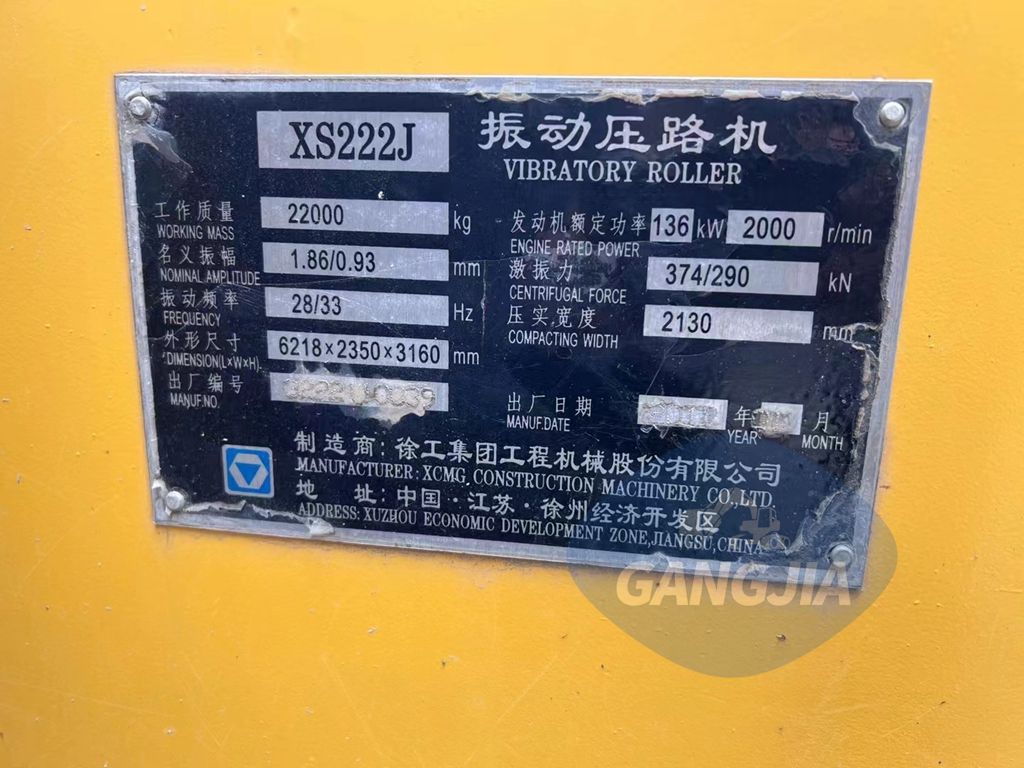 XS222J 振动压路机
VIBRATORY ROLLER
工作质量 22000 kg 发动机额定功率 136 kW 2000 r/min
WORKING MASS ENGINE RATED POWER
名义振幅 1.86/0.93 mm 激振力 374/290 kN
NOMINAL AMPLITUDE CENTRIFUGAL FORCE
振动频率 28/33 Hz 压实宽度 2130 mm
FREQUENCY COMPACTING WIDTH
外形尺寸 6218×2350×3160 mm
DIMENSION(L×W×H).
出厂编号 出厂日期 年 月
MANUF.NO. MANUF.DATE YEAR MONTH
制造商:徐工集团工程机械股份有限公司
MANUFACTURER: XCMG CONSTRUCTION MACHINERY CO.,LTD.
地 址:中国·江苏·徐州经济开发区
ADDRESS: XUZHOU ECONOMIC DEVELOPMENT ZONE,JIANGSU,CHINA
GANGJIA